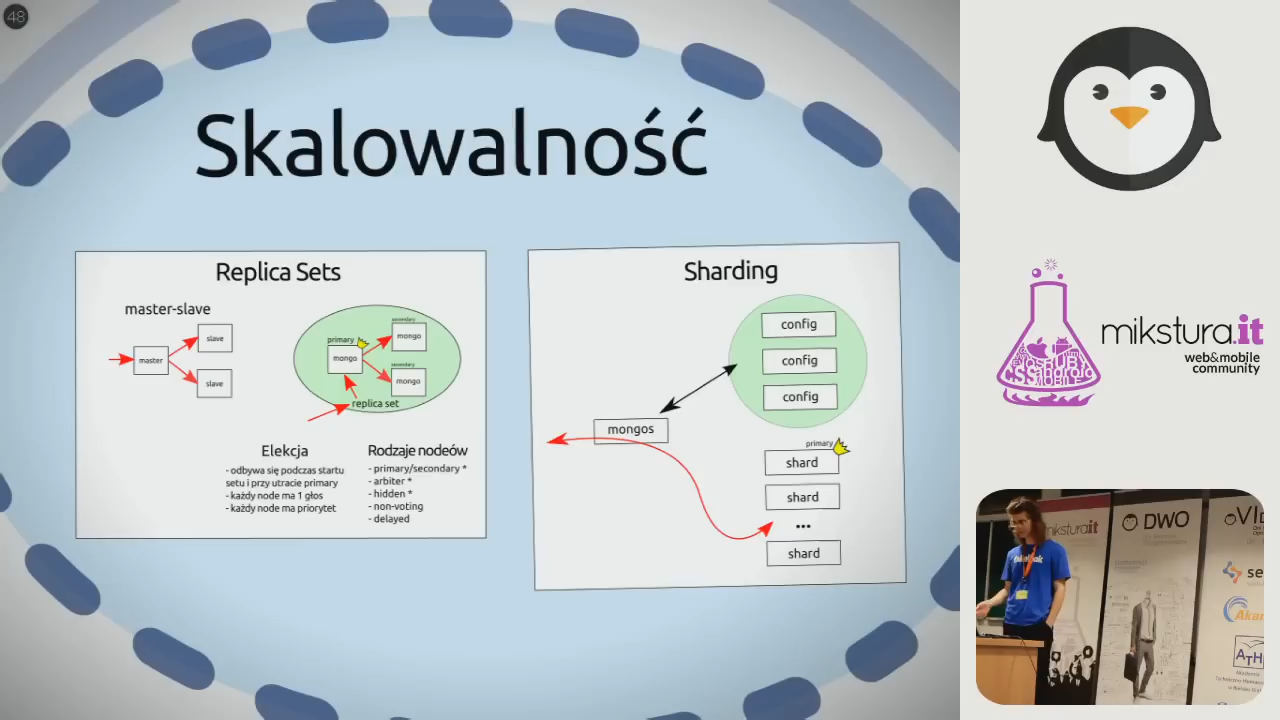 48
Skalowalność
Replica Sets
master-slave
master
slave
slave
primary
mongo
secondary
mongo
secondary
mongo
replica set
Elekcja
- odbywa się podczas startu
setu i przy utracie primary
- każdy node ma 1 głos
- każdy node ma priorytet
Rodzaje nodeów
- primary/secondary *
- arbiter *
- hidden *
- non-voting
- delayed
Sharding
config
config
config
mongos
primary
shard
shard
...
shard
mikstura.it
web&mobile
community
mikstura.it
DWO